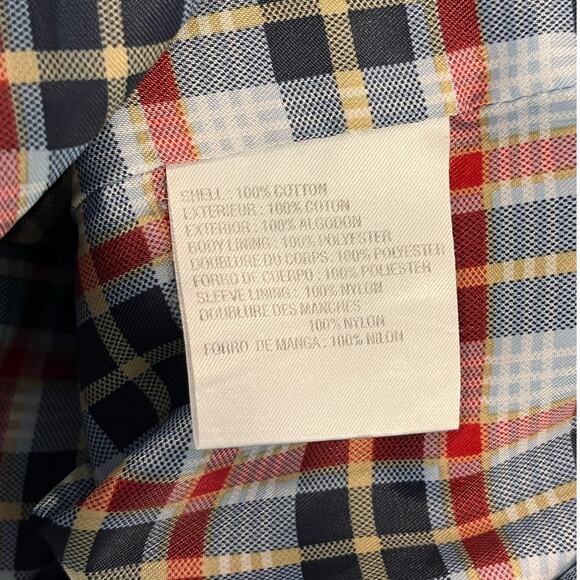 SHELL : 100% COTTON
EXTERIEUR : 100% COTON
EXTERIOR : 100% ALGODON
BODY LINING : 100% POLYESTER
DOUBLURE DU CORPS: 100% POLYESTER
FORRO DE CUERPO : 100% POLIESTER
SLEEVE LINING : 100% NYLON
DOUBLURE DES MANCHES
100% NYLON
FORRO DE MANGA : 100% NILON